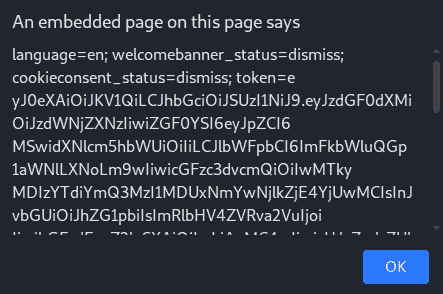 An embedded page on this page says
language=en; welcomebanner_status=dismiss;
cookieconsent_status=dismiss; token=e
yJ0eXAiOiJKV1QiLCJhbGciOiJSUzI1NiJ9.eyJzdGF0dXMi
OiJzdWNjZXNzIiwiZGF0YSI6eyJpZCI6
MSwidXNlcm5hbWUiOiIiLCJlbWFpbCI6ImFkbWluQGp
1aWNlLXNoLm9wIiwicGFzc3dvcmQiOiIwMTky
MDIzYTdiYmQ3MzI1MDUxNmYwNjlkZjE4YjUwMCIsInJ
vbGUiOiJhZG1pbiIsImRlbHV4ZVRva2VuIjoi
OK